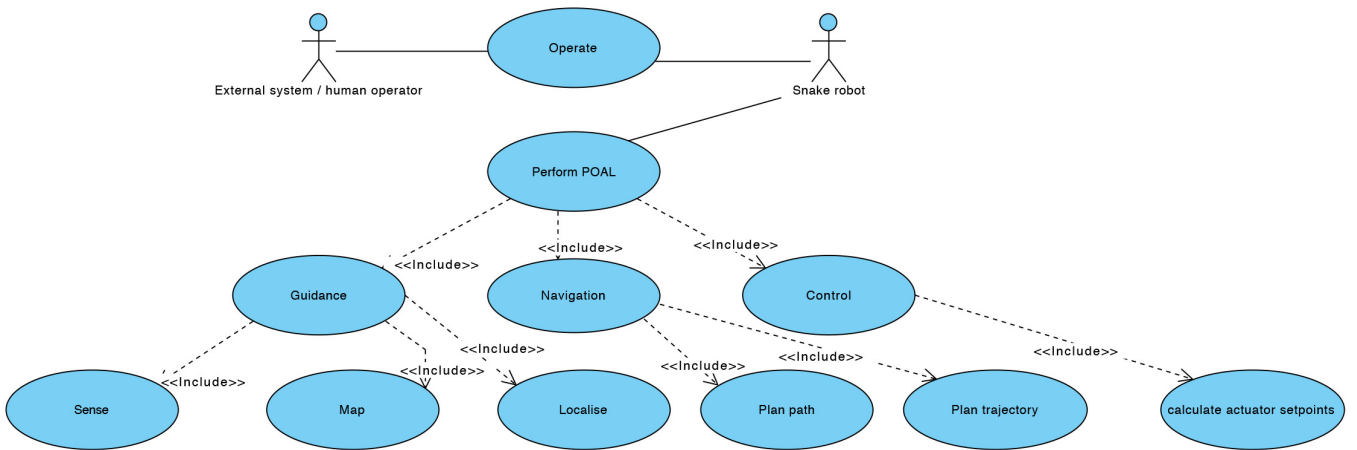 Operate
External system / human operator
Snake robot
Perform POAL
<<Include>>
<<Include>>
<<Include>>
Guidance
Navigation
Control
<<Include>>
<<Include>>
<<Include>>
<<Include>>
<<Include>>
<<Include>>
Sense
Map
Localise
Plan path
Plan trajectory
calculate actuator setpoints